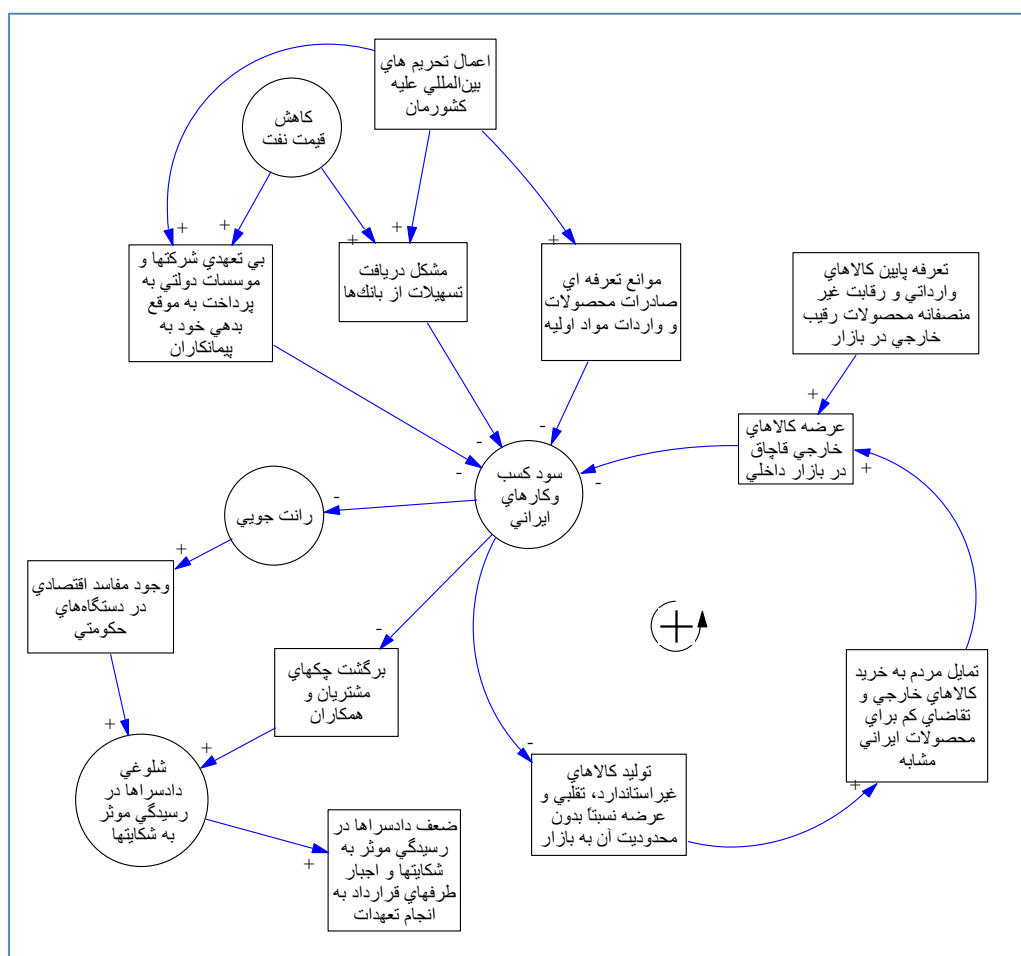 اعمال تحريم هاي
بين‌المللي عليه
كشورمان
كاهش
قيمت نفت
+
+
+
+
+
بي تعهدي شركتها و
موسسات دولتي به
پرداخت به موقع
بدهي خود به
پيمانكاران
مشكل دريافت
تسهيلات از بانك‌ها
موانع تعرفه اي
صادرات محصولات
و واردات مواد اوليه
تعرفه پايين كالاهاي
وارداتي و رقابت غير
منصفانه محصولات رقيب
خارجي در بازار
+
عرضه كالاهاي
خارجي قاچاق
در بازار داخلي
+
-
-
-
-
سود كسب
وكارهاي
ايراني
-
رانت جويي
+
وجود مفاسد اقتصادي
در دستگاه‌هاي
حكومتي
+
-
برگشت چكهاي
مشتريان و
همكاران
+
+
تمايل مردم به خريد
كالاهاي خارجي و
تقاضاي كم براي
محصولات ايراني
مشابه
+
-
توليد كالاهاي
غيراستاندارد، تقلبي و
عرضه نسبتاً بدون
محدوديت آن به بازار
شلوغي
دادسراها در
رسيدگي موثر
به شكايتها
+
ضعف دادسراها در
رسيدگي موثر به
شكايتها و اجبار
طرفهاي قرارداد به
انجام تعهدات